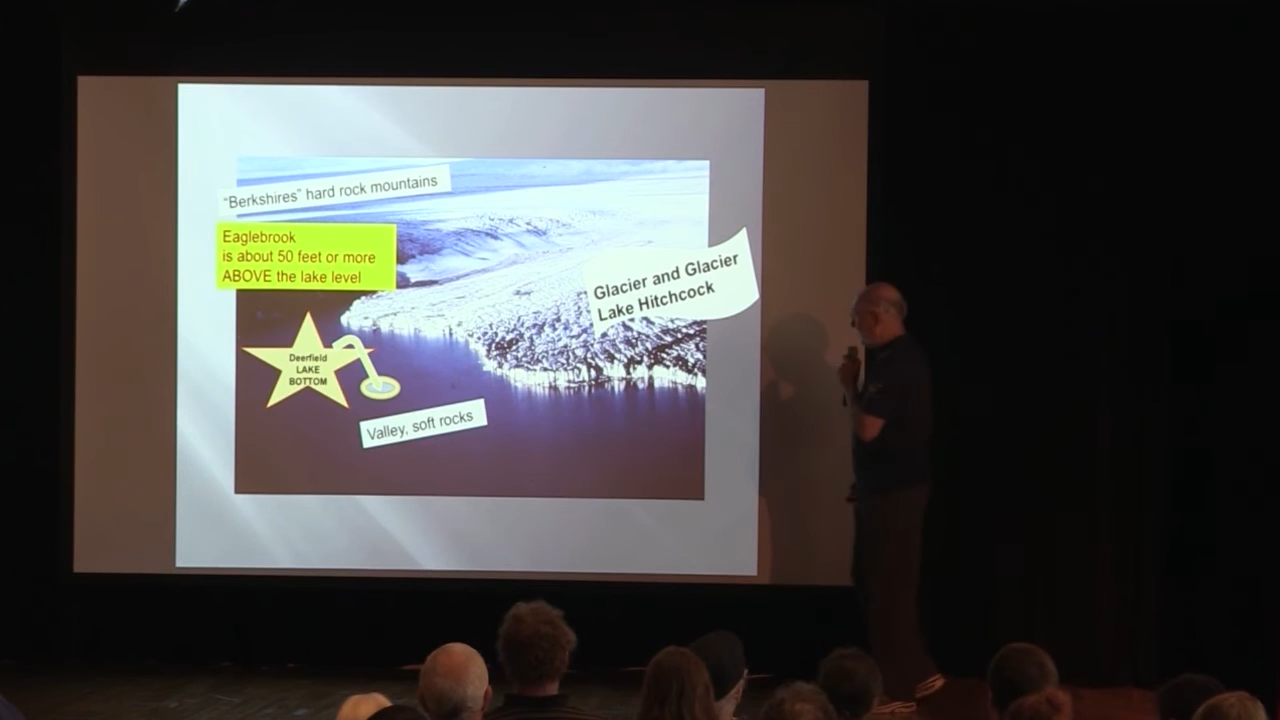 “Berkshires” hard rock mountains
Eaglebrook
is about 50 feet or more
ABOVE the lake level
Glacier and Glacier
Lake Hitchcock
Deerfield
LAKE
BOTTOM
Valley, soft rocks